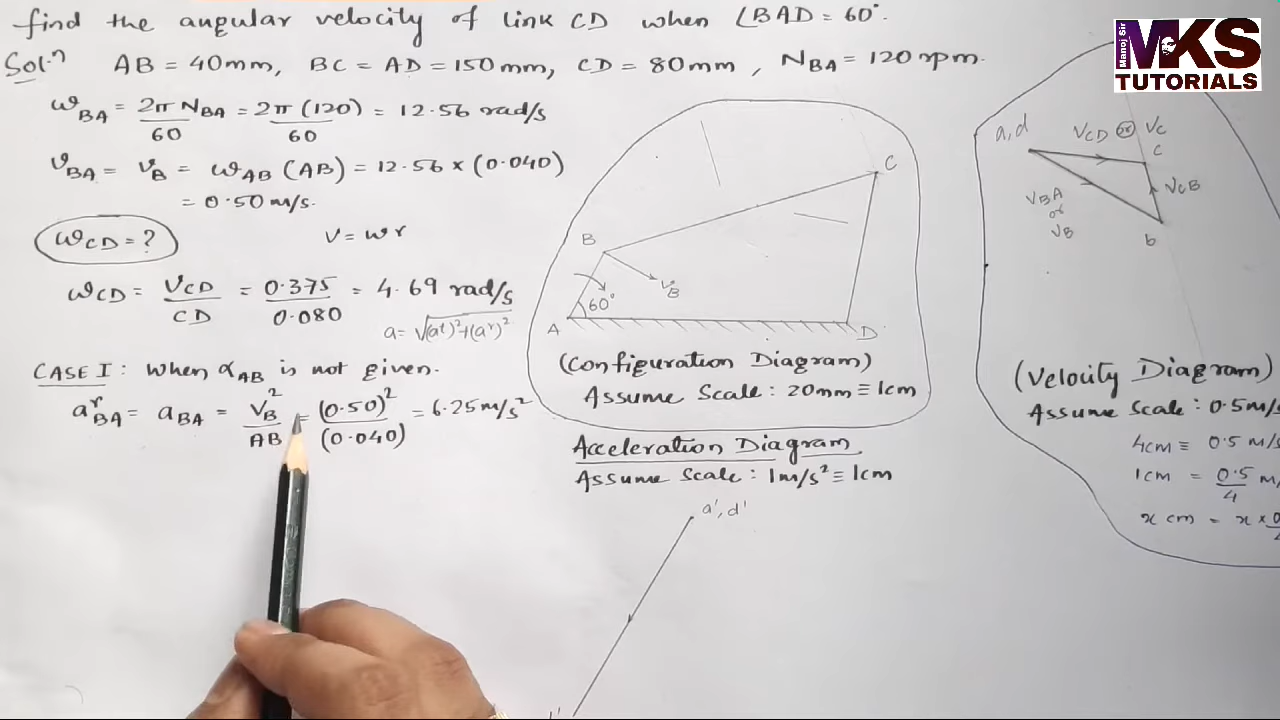 find the angular velocity of link CD when ∠BAD = 60°.
Sol.ⁿ AB = 40mm, BC = AD = 150mm, CD = 80mm, N_BA = 120 rpm.
ω_BA = 2π N_BA / 60 = 2π (120) / 60 = 12.56 rad/s
v_BA = v_B = ω_AB (AB) = 12.56 × (0.040)
= 0.50 m/s.
ω_CD = ? v = ωr
ω_CD = V_CD / CD = 0.375 / 0.080 = 4.69 rad/s
a = √(aᵗ)² + (aʳ)²
CASE I : When α_AB is not given.
aʳ_BA = a_BA = V_B² / AB = (0.50)² / (0.040) = 6.25 m/s²
C
B
V_B
60°
A
D
(Configuration Diagram)
Assume Scale : 20mm ≡ 1cm
Acceleration Diagram
Assume Scale : 1m/s² ≡ 1cm
a', d'
Manoj Sir
MKS
TUTORIALS
a, d
V_CD or V_C
c
V_BA
or
V_B
V_CB
b
(Velocity Diagram)
Assume Scale : 0.5m/
4cm ≡ 0.5 m/
1cm = 0.5 / 4 m/
x cm = x ×